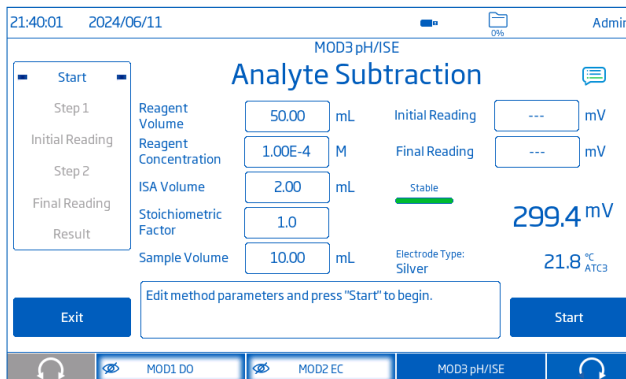 21:40:01 2024/06/11
0%
Admin
MOD3 pH/ISE
Analyte Subtraction
Start
Step 1
Initial Reading
Step 2
Final Reading
Result
Reagent Volume 50.00 mL
Reagent Concentration 1.00E-4 M
ISA Volume 2.00 mL
Stoichiometric Factor 1.0
Sample Volume 10.00 mL
Initial Reading --- mV
Final Reading --- mV
Stable
299.4 mV
Electrode Type:
Silver
21.8 °C
ATC3
Edit method parameters and press "Start" to begin.
Exit
Start
MOD1 DO
MOD2 EC
MOD3 pH/ISE